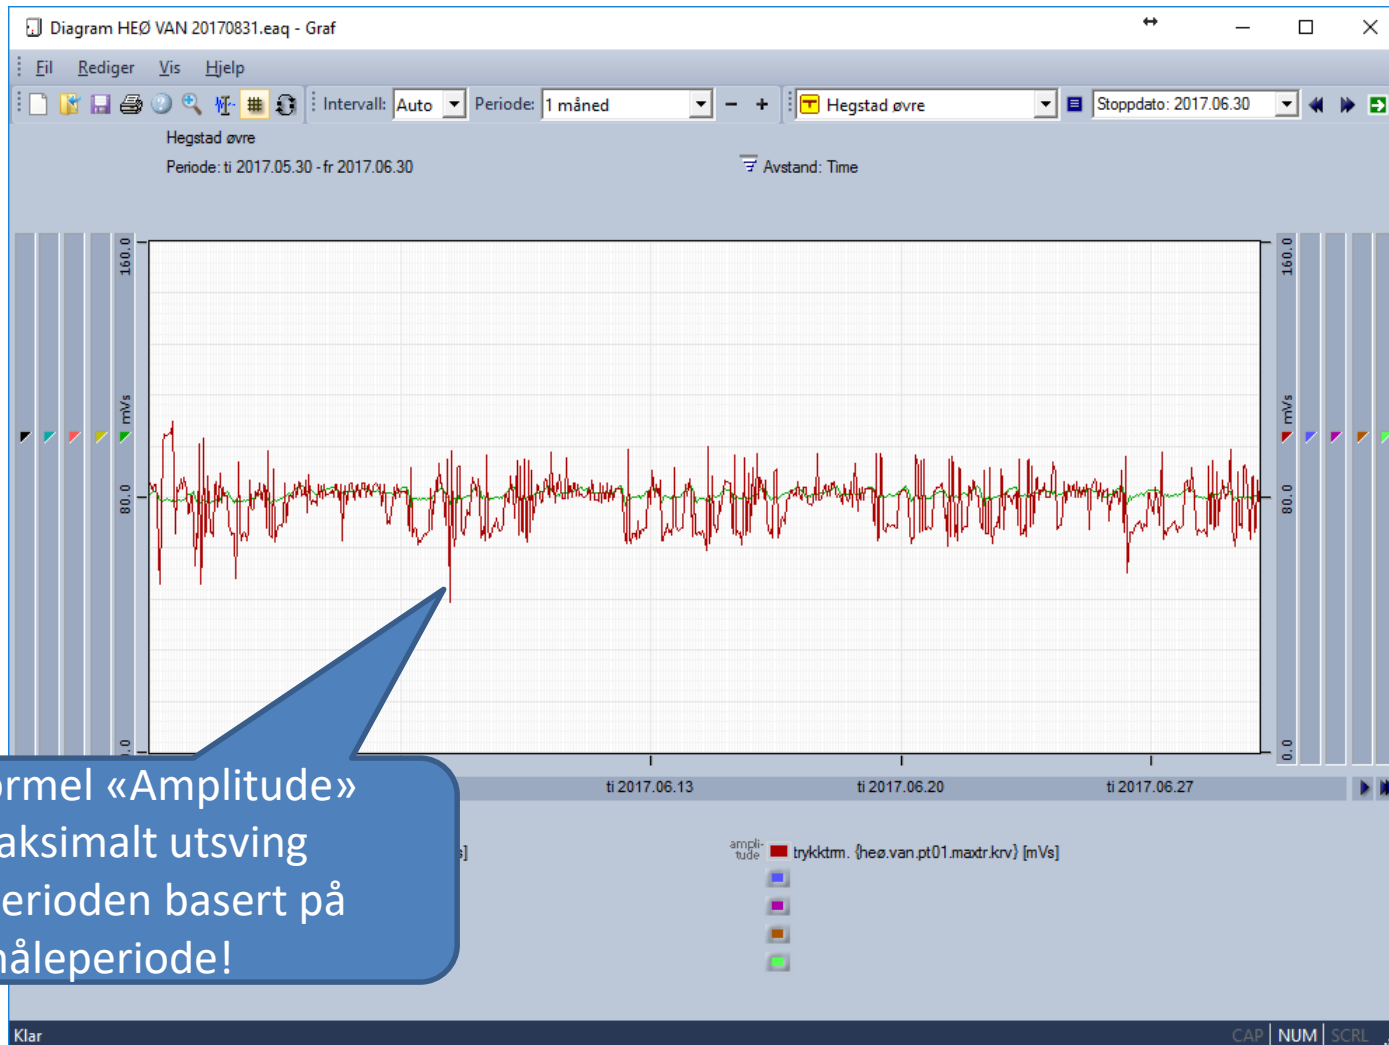 Diagram HEØ VAN 20170831.eaq - Graf
Fil Rediger Vis Hjelp
Intervall: Auto Periode: 1 måned Hegstad øvre Stoppdato: 2017.06.30
Hegstad øvre
Periode: ti 2017.05.30 - fr 2017.06.30 Avstand: Time
160.0 160.0
mVs mVs
80.0 80.0
0.0 0.0
ti 2017.06.13 ti 2017.06.20 ti 2017.06.27
ormel «Amplitude»
aksimalt utsving
erioden basert på
måleperiode!
s] ampli-
tude trykktrm. {heø.van.pt01.maxtr.krv} [mVs]
Klar CAP NUM SCRL